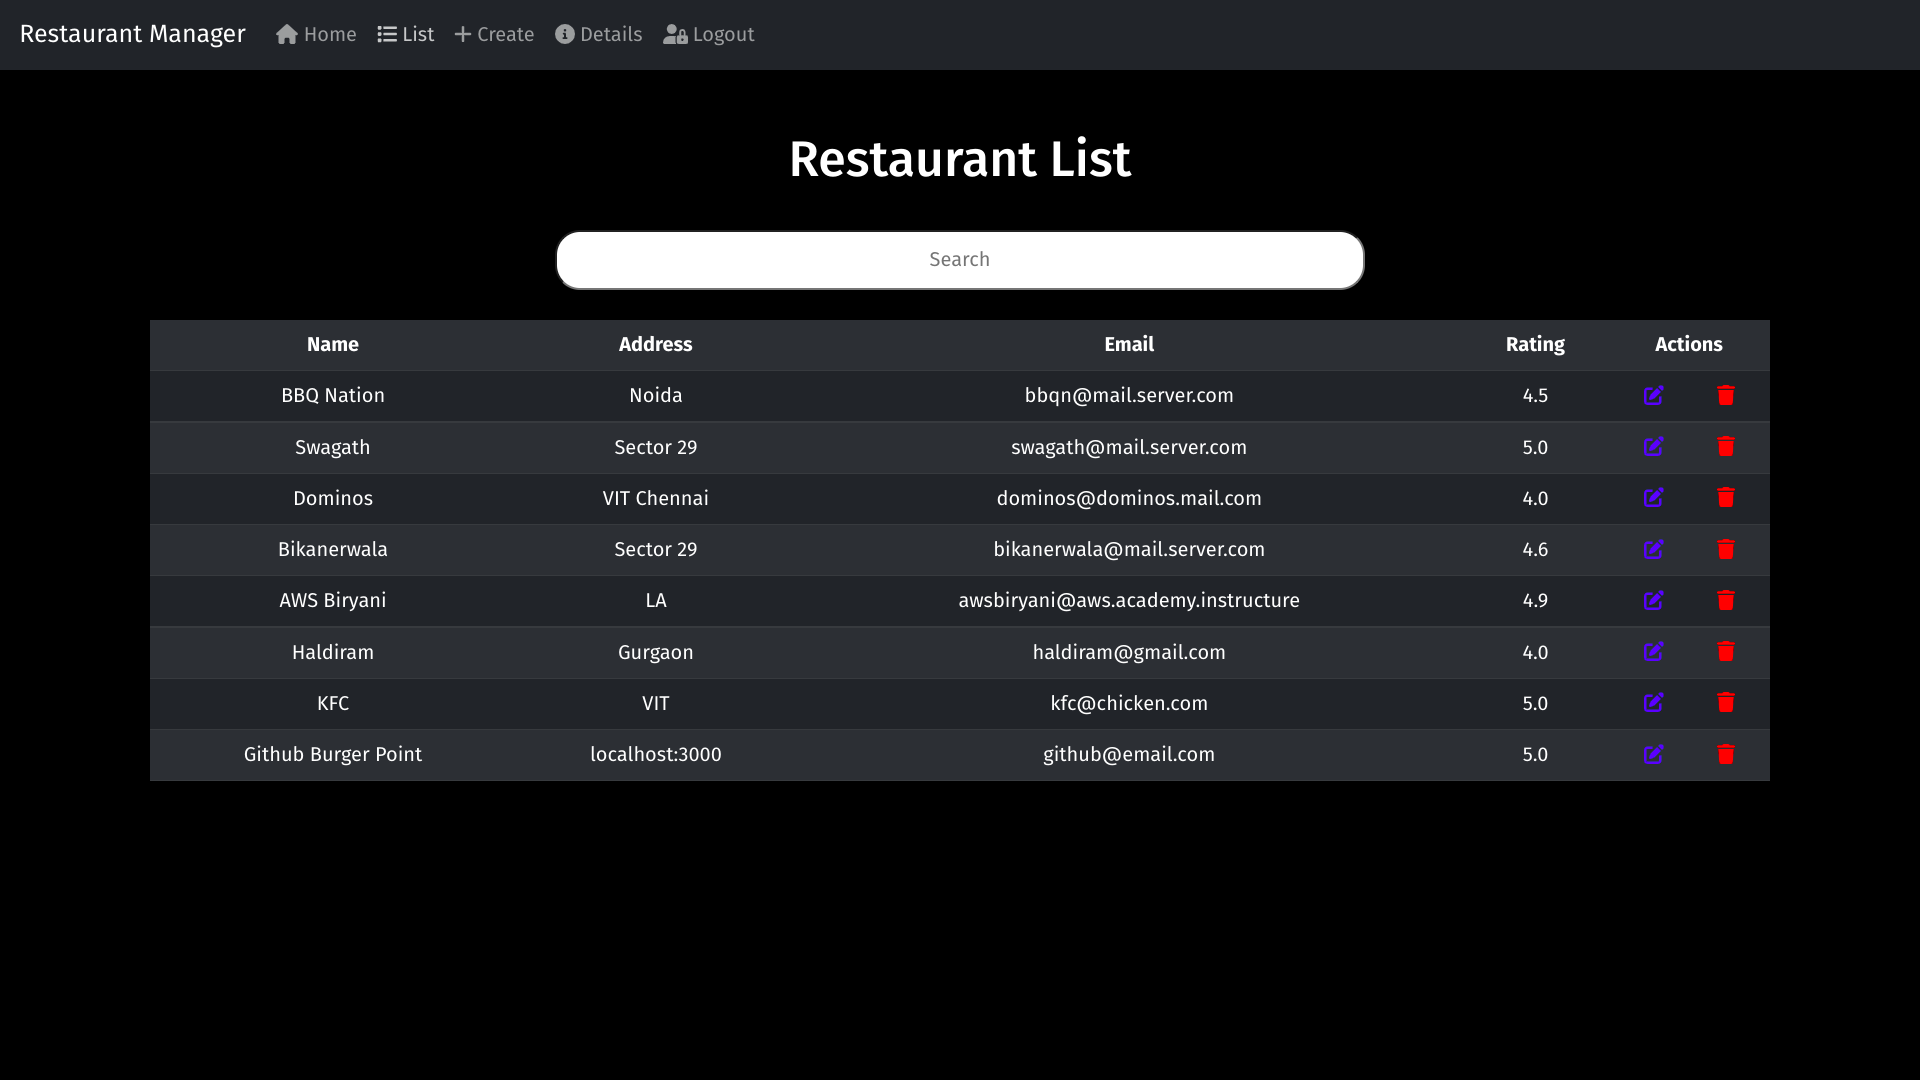 Restaurant Manager Home List Create Details Logout
Restaurant List
Search
Name Address Email Rating Actions
BBQ Nation Noida bbqn@mail.server.com 4.5
Swagath Sector 29 swagath@mail.server.com 5.0
Dominos VIT Chennai dominos@dominos.mail.com 4.0
Bikanerwala Sector 29 bikanerwala@mail.server.com 4.6
AWS Biryani LA awsbiryani@aws.academy.instructure 4.9
Haldiram Gurgaon haldiram@gmail.com 4.0
KFC VIT kfc@chicken.com 5.0
Github Burger Point localhost:3000 github@email.com 5.0